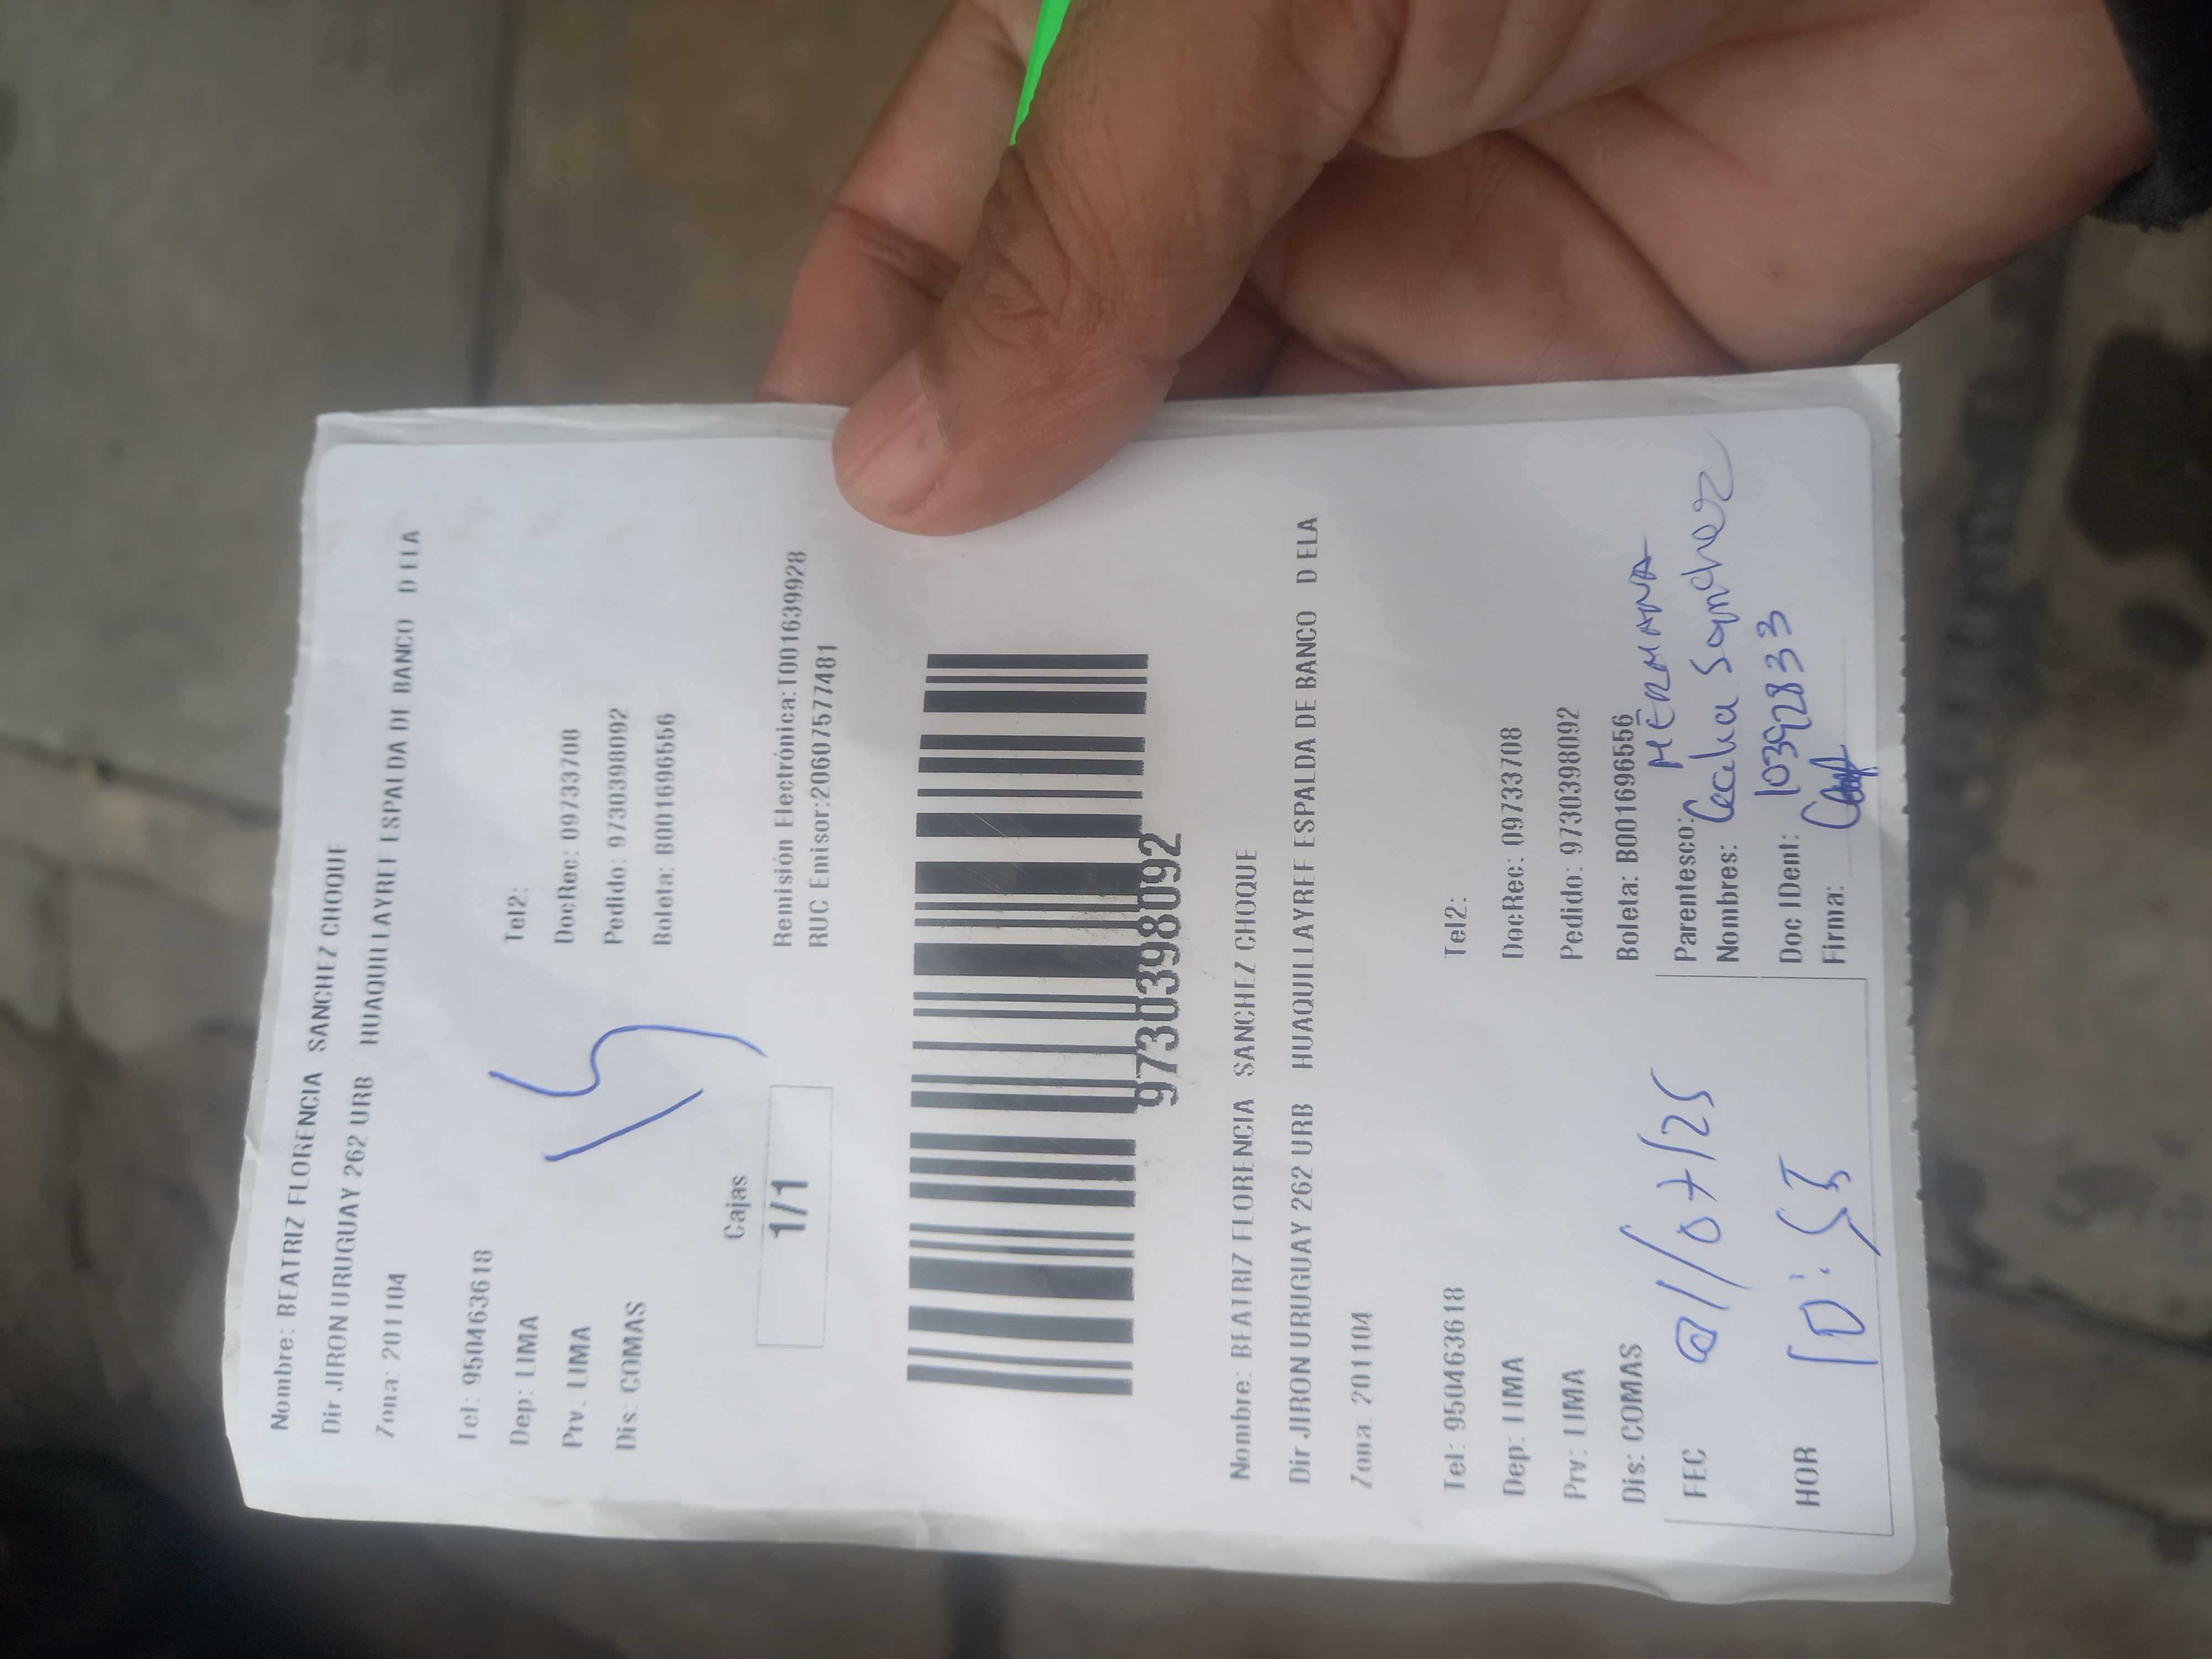 Nombre: BEATRIZ FLORENCIA SANCHEZ CHOQUE
Dir JIRON URUGUAY 262 URB HUAQUILLAYREF ESPALDA DE BANCO D ELA
Zona: 201104
Tel: 950463618 Tel2:
Dep: LIMA DocRec: 09733708
Prv. LIMA Pedido: 97303398092
Dis: COMAS Boleta: B001696556
Cajas
1/1
Remisión Electrónica:T001639928
RUC Emisor:20607577481
97303398092
Nombre: BEATRIZ FLORENCIA SANCHEZ CHOQUE
Dir JIRON URUGUAY 262 URB HUAQUILLAYREF ESPALDA DE BANCO D ELA
Zona: 201104
Tel: 950463618 Tel2:
Dep: LIMA DocRec: 09733708
Prv: LIMA Pedido: 97303398092
Dis: COMAS Boleta: B001696556
FEC 01/07/25 Parentesco: HERMANA
Nombres: Cecilia Sanchez
HOR 10:55 Doc IDent: 10392833
Firma: